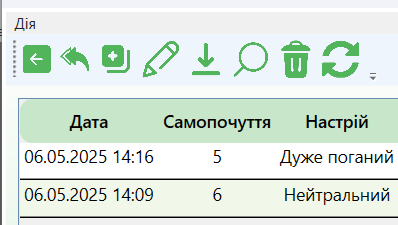 Дія
Дата Самопочуття Настрій
06.05.2025 14:16 5 Дуже поганий
06.05.2025 14:09 6 Нейтральний